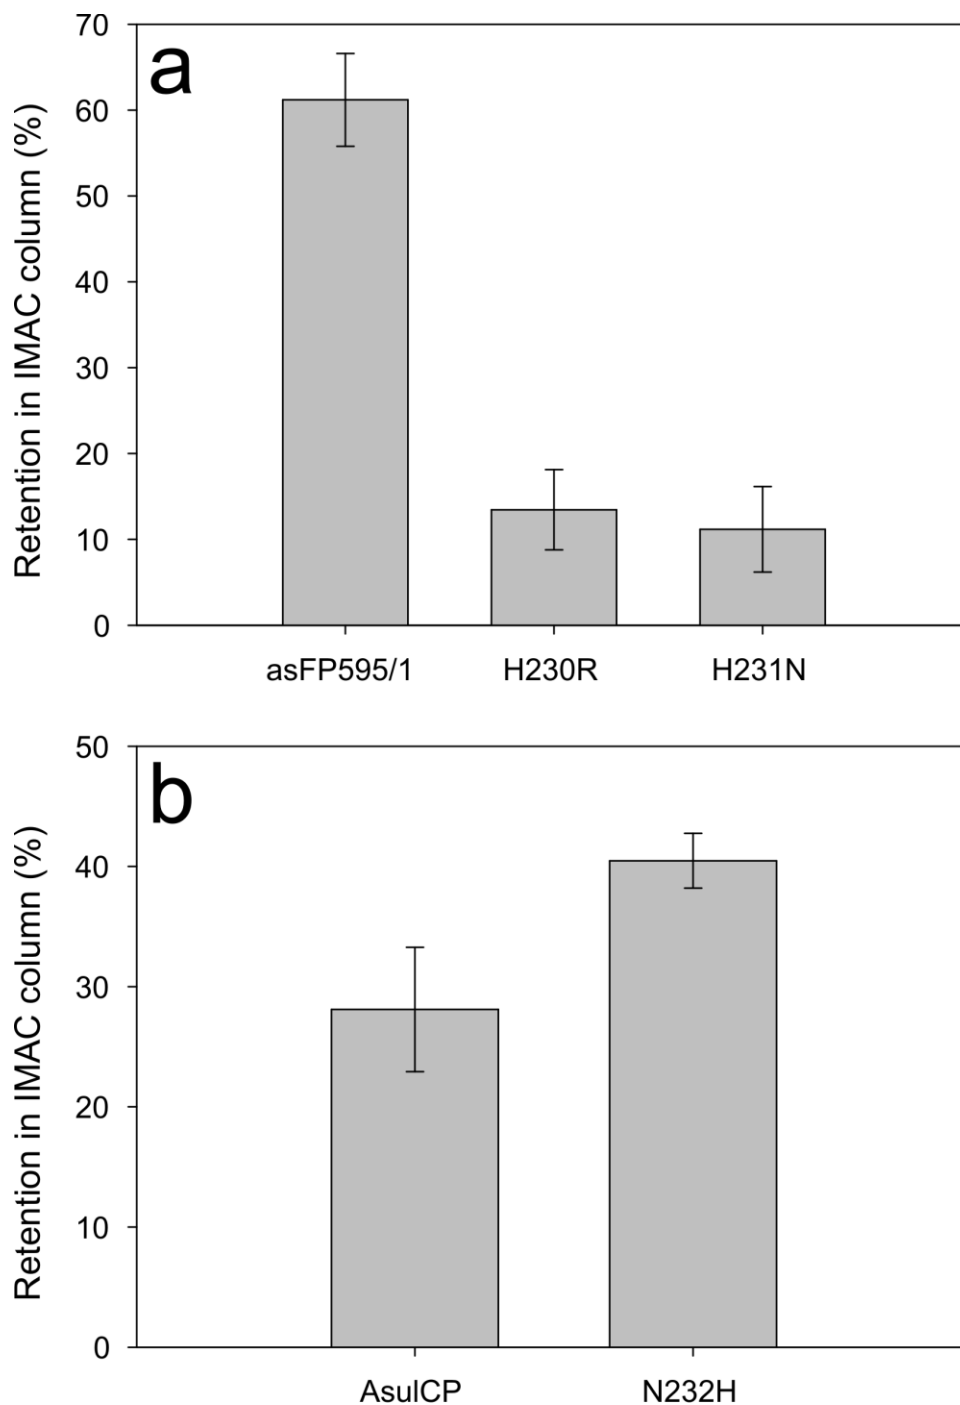 a
Retention in IMAC column (%)
70
60
50
40
30
20
10
0
asFP595/1 H230R H231N
b
Retention in IMAC column (%)
50
40
30
20
10
0
AsulCP N232H